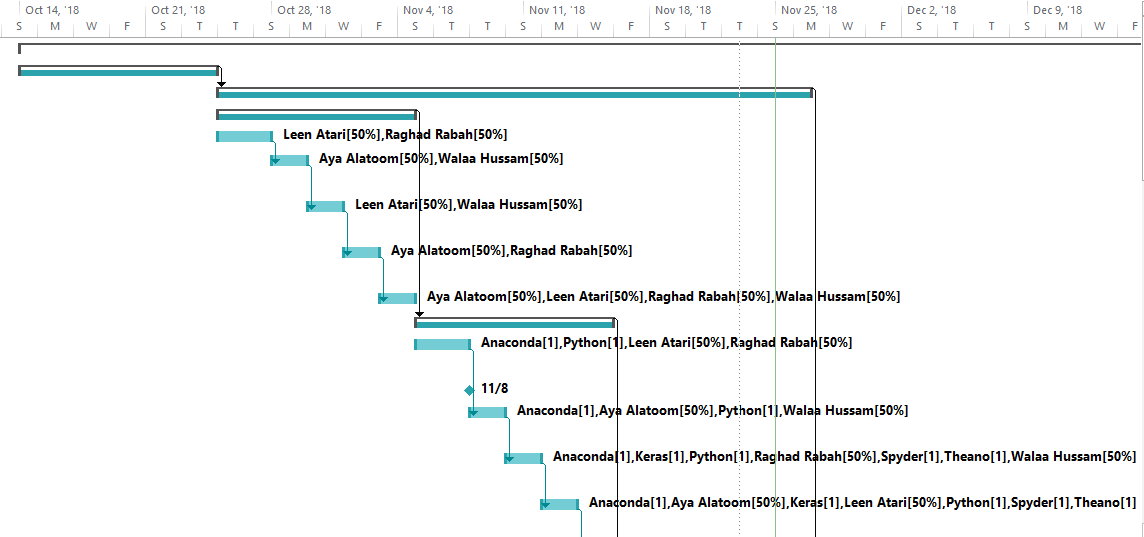 Oct 14, '18 Oct 21, '18 Oct 28, '18 Nov 4, '18 Nov 11, '18 Nov 18, '18 Nov 25, '18 Dec 2, '18 Dec 9, '18
S M W F S T T S M W F S T T S M W F S T T S M W F S T T S M W F
Leen Atari[50%],Raghad Rabah[50%]
Aya Alatoom[50%],Walaa Hussam[50%]
Leen Atari[50%],Walaa Hussam[50%]
Aya Alatoom[50%],Raghad Rabah[50%]
Aya Alatoom[50%],Leen Atari[50%],Raghad Rabah[50%],Walaa Hussam[50%]
Anaconda[1],Python[1],Leen Atari[50%],Raghad Rabah[50%]
11/8
Anaconda[1],Aya Alatoom[50%],Python[1],Walaa Hussam[50%]
Anaconda[1],Keras[1],Python[1],Raghad Rabah[50%],Spyder[1],Theano[1],Walaa Hussam[50%]
Anaconda[1],Aya Alatoom[50%],Keras[1],Leen Atari[50%],Python[1],Spyder[1],Theano[1]